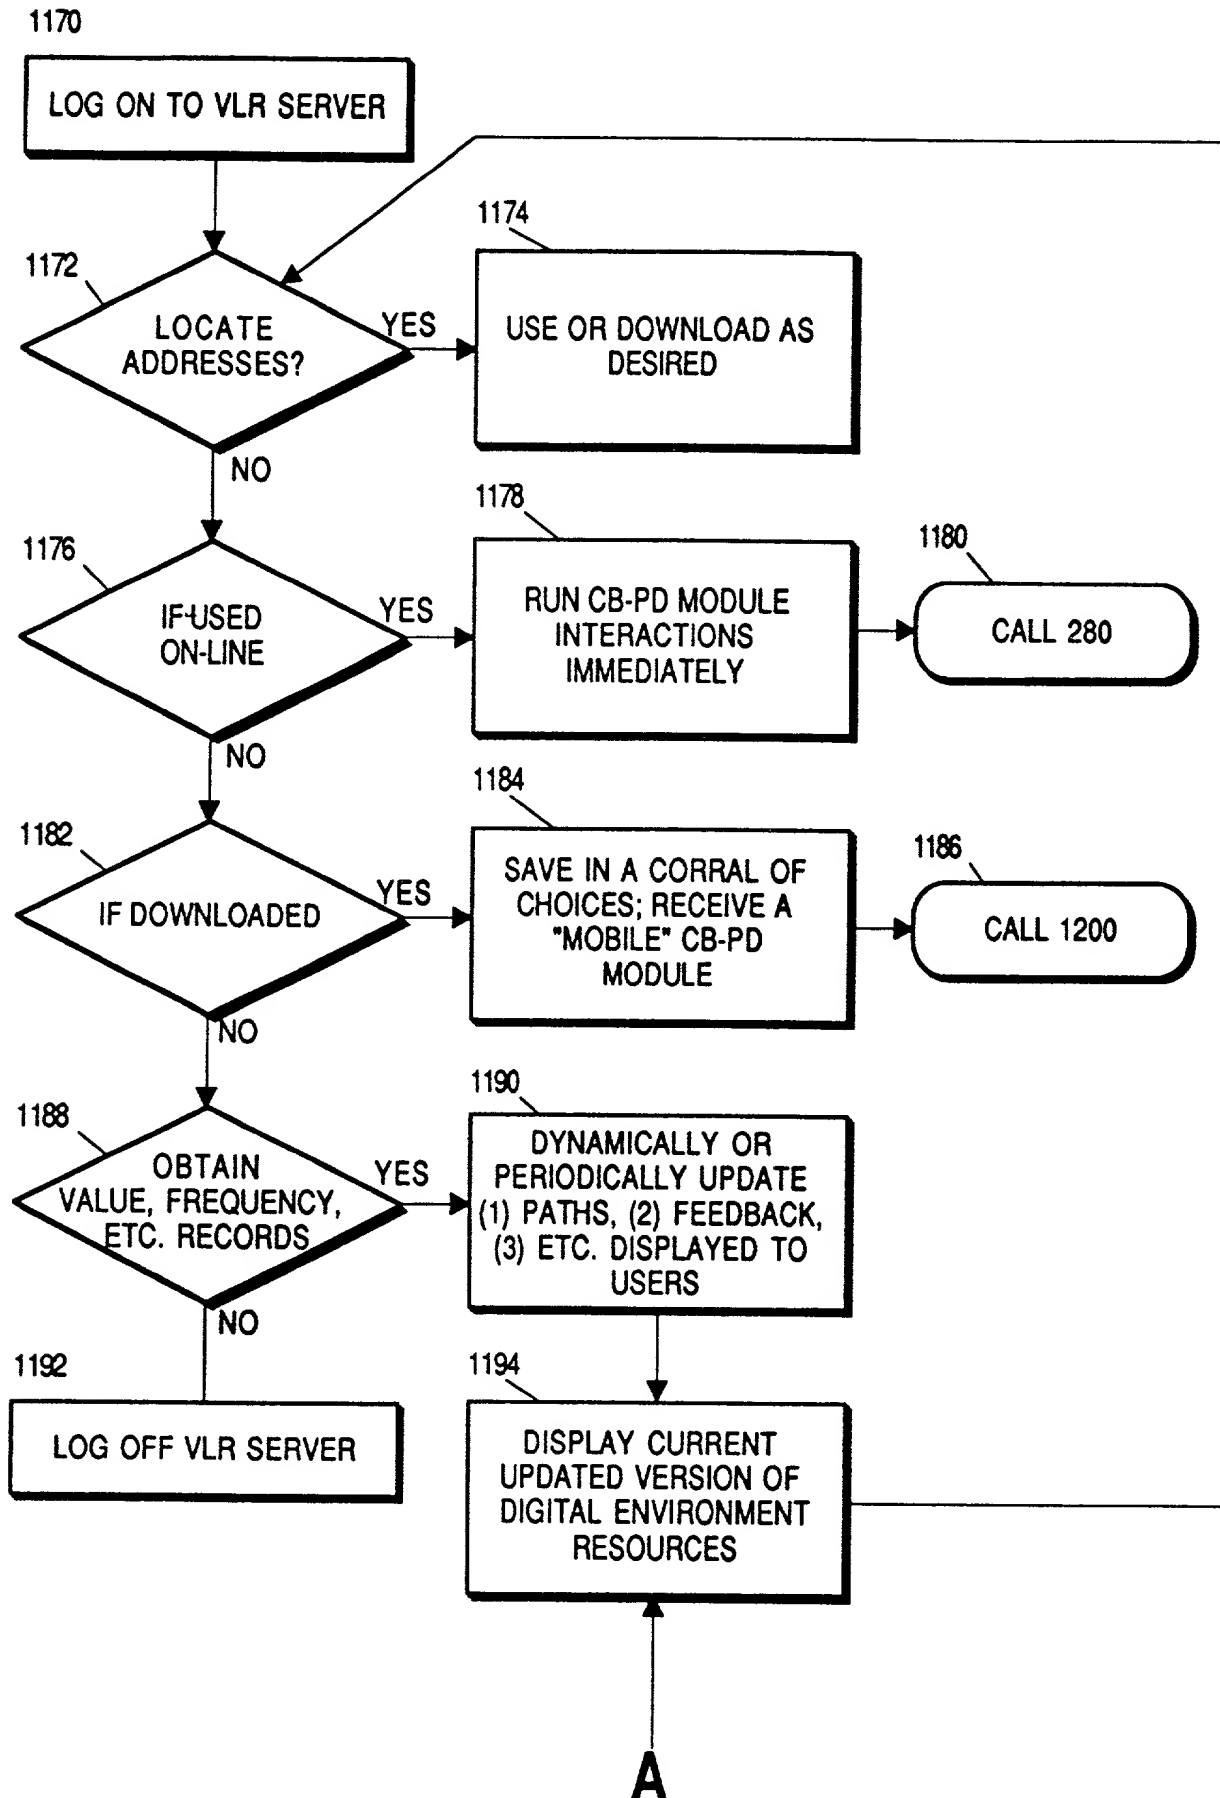 1170
LOG ON TO VLR SERVER
1172
LOCATE
ADDRESSES?
YES
NO
1174
USE OR DOWNLOAD AS
DESIRED
1176
IF-USED
ON-LINE
YES
NO
1178
RUN CB-PD MODULE
INTERACTIONS
IMMEDIATELY
1180
CALL 280
1182
IF DOWNLOADED
YES
NO
1184
SAVE IN A CORRAL OF
CHOICES; RECEIVE A
"MOBILE" CB-PD
MODULE
1186
CALL 1200
1188
OBTAIN
VALUE, FREQUENCY,
ETC. RECORDS
YES
NO
1190
DYNAMICALLY OR
PERIODICALLY UPDATE
(1) PATHS, (2) FEEDBACK,
(3) ETC. DISPLAYED TO
USERS
1192
LOG OFF VLR SERVER
1194
DISPLAY CURRENT
UPDATED VERSION OF
DIGITAL ENVIRONMENT
RESOURCES
A